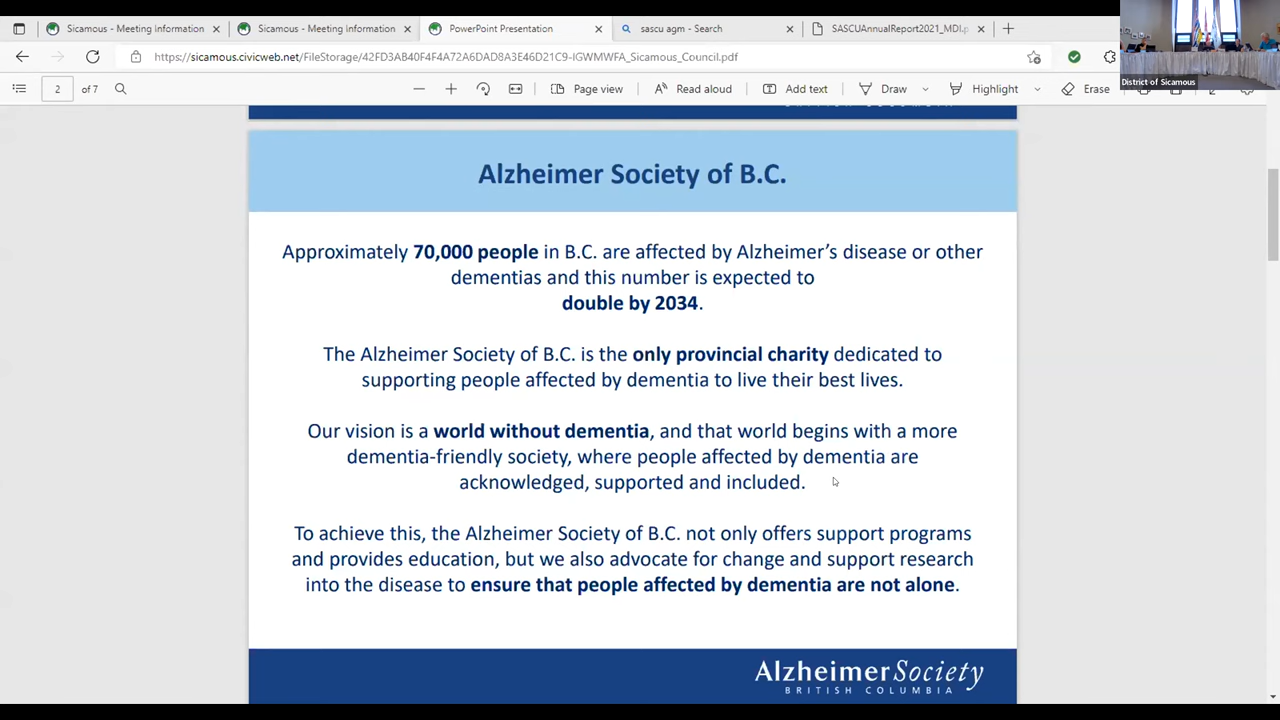 Sicamous - Meeting information
Sicamous - Meeting information
PowerPoint Presentation
sascu agm - Search
SASCUAnnualReport2021_MDI.p
https://sicamous.civicweb.net/FileStorage/42FD3AB40F4F4A72A6DAD8A3E46D21C9-IGWMWFA_Sicamous_Council.pdf
District of Sicamous
2 of 7
Page view
Read aloud
Add text
Draw
Highlight
Erase
Alzheimer Society of B.C.
Approximately 70,000 people in B.C. are affected by Alzheimer's disease or other
dementias and this number is expected to
double by 2034.
The Alzheimer Society of B.C. is the only provincial charity dedicated to
supporting people affected by dementia to live their best lives.
Our vision is a world without dementia, and that world begins with a more
dementia-friendly society, where people affected by dementia are
acknowledged, supported and included.
To achieve this, the Alzheimer Society of B.C. not only offers support programs
and provides education, but we also advocate for change and support research
into the disease to ensure that people affected by dementia are not alone.
Alzheimer Society
BRITISH COLUMBIA